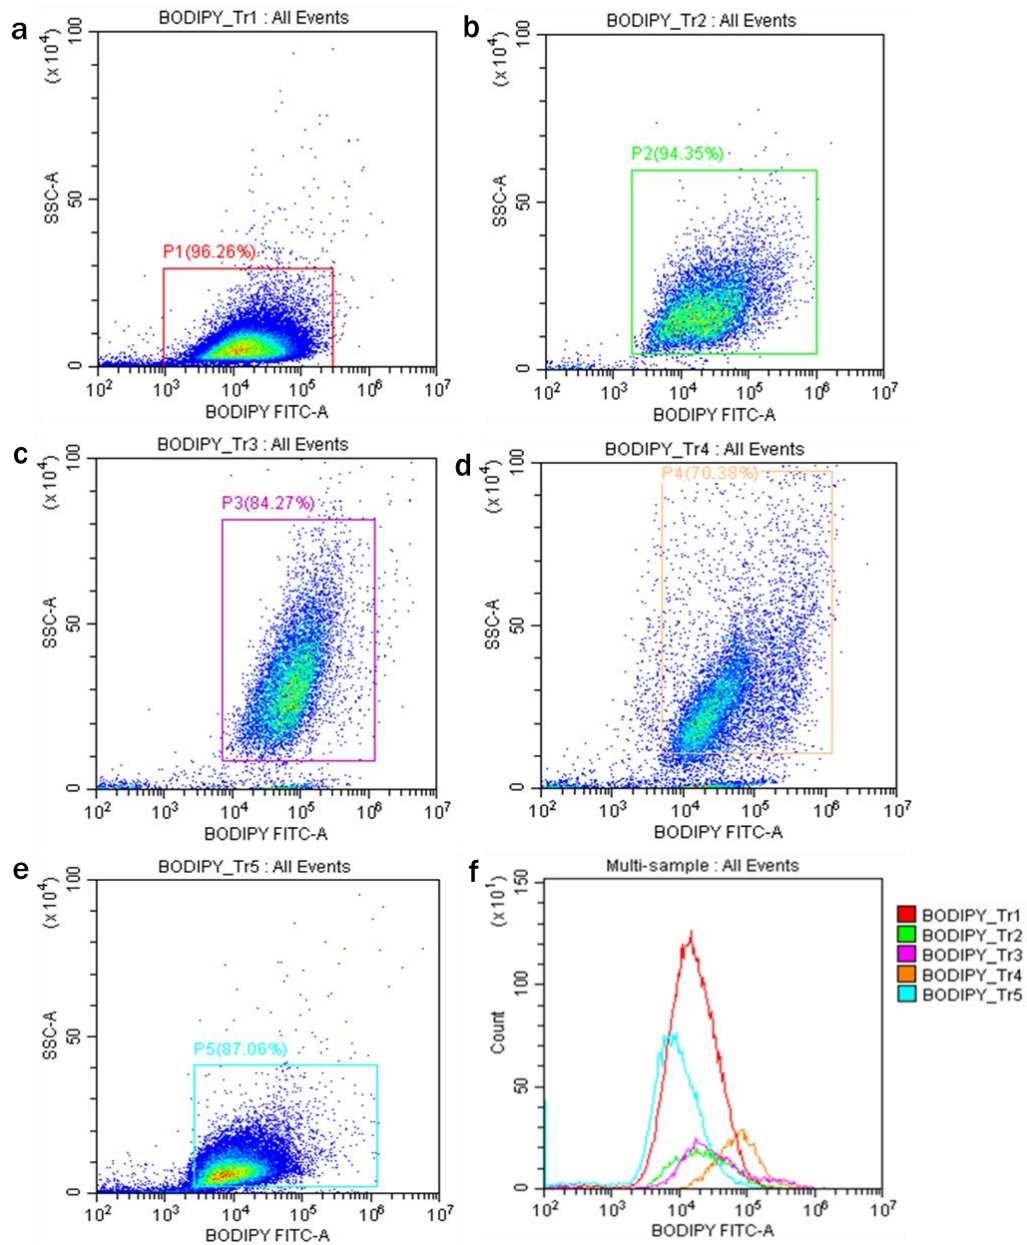 a
BODIPY_Tr1 : All Events
(x10⁴)
SSC-A
100
50
0
P1(96.26%)
10² 10³ 10⁴ 10⁵ 10⁶ 10⁷
BODIPY FITC-A
b
BODIPY_Tr2 : All Events
(x10⁴)
SSC-A
100
50
0
P2(94.35%)
10² 10³ 10⁴ 10⁵ 10⁶ 10⁷
BODIPY FITC-A
c
BODIPY_Tr3 : All Events
(x10⁴)
SSC-A
100
50
0
P3(84.27%)
10² 10³ 10⁴ 10⁵ 10⁶ 10⁷
BODIPY FITC-A
d
BODIPY_Tr4 : All Events
(x10⁴)
SSC-A
100
50
0
P4(70.38%)
10² 10³ 10⁴ 10⁵ 10⁶ 10⁷
BODIPY FITC-A
e
BODIPY_Tr5 : All Events
(x10⁴)
SSC-A
100
50
0
P5(87.06%)
10² 10³ 10⁴ 10⁵ 10⁶ 10⁷
BODIPY FITC-A
f
Multi-sample : All Events
(x10¹)
Count
150
100
50
0
10² 10³ 10⁴ 10⁵ 10⁶ 10⁷
BODIPY FITC-A
BODIPY_Tr1
BODIPY_Tr2
BODIPY_Tr3
BODIPY_Tr4
BODIPY_Tr5